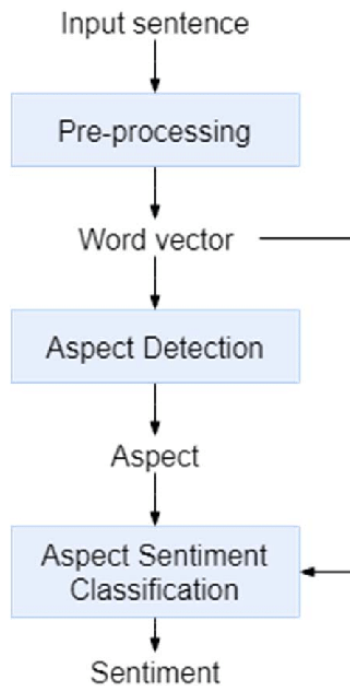 Input sentence
Pre-processing
Word vector
Aspect Detection
Aspect
Aspect Sentiment
Classification
Sentiment